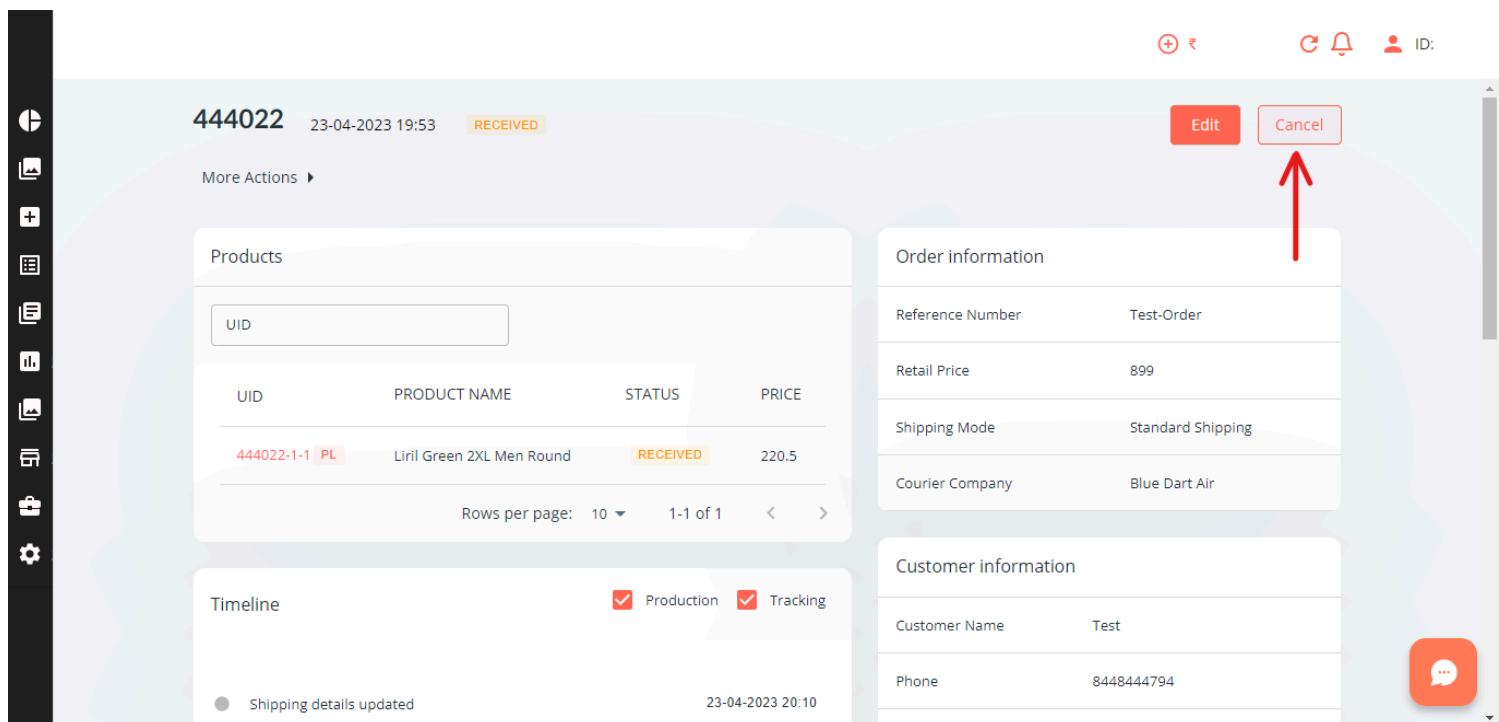 ₹ ID:
444022 23-04-2023 19:53 RECEIVED Edit Cancel
More Actions
Products
UID
UID PRODUCT NAME STATUS PRICE
444022-1-1 PL Liril Green 2XL Men Round RECEIVED 220.5
Rows per page: 10 1-1 of 1
Timeline Production Tracking
Shipping details updated 23-04-2023 20:10
Order information
Reference Number Test-Order
Retail Price 899
Shipping Mode Standard Shipping
Courier Company Blue Dart Air
Customer information
Customer Name Test
Phone 8448444794